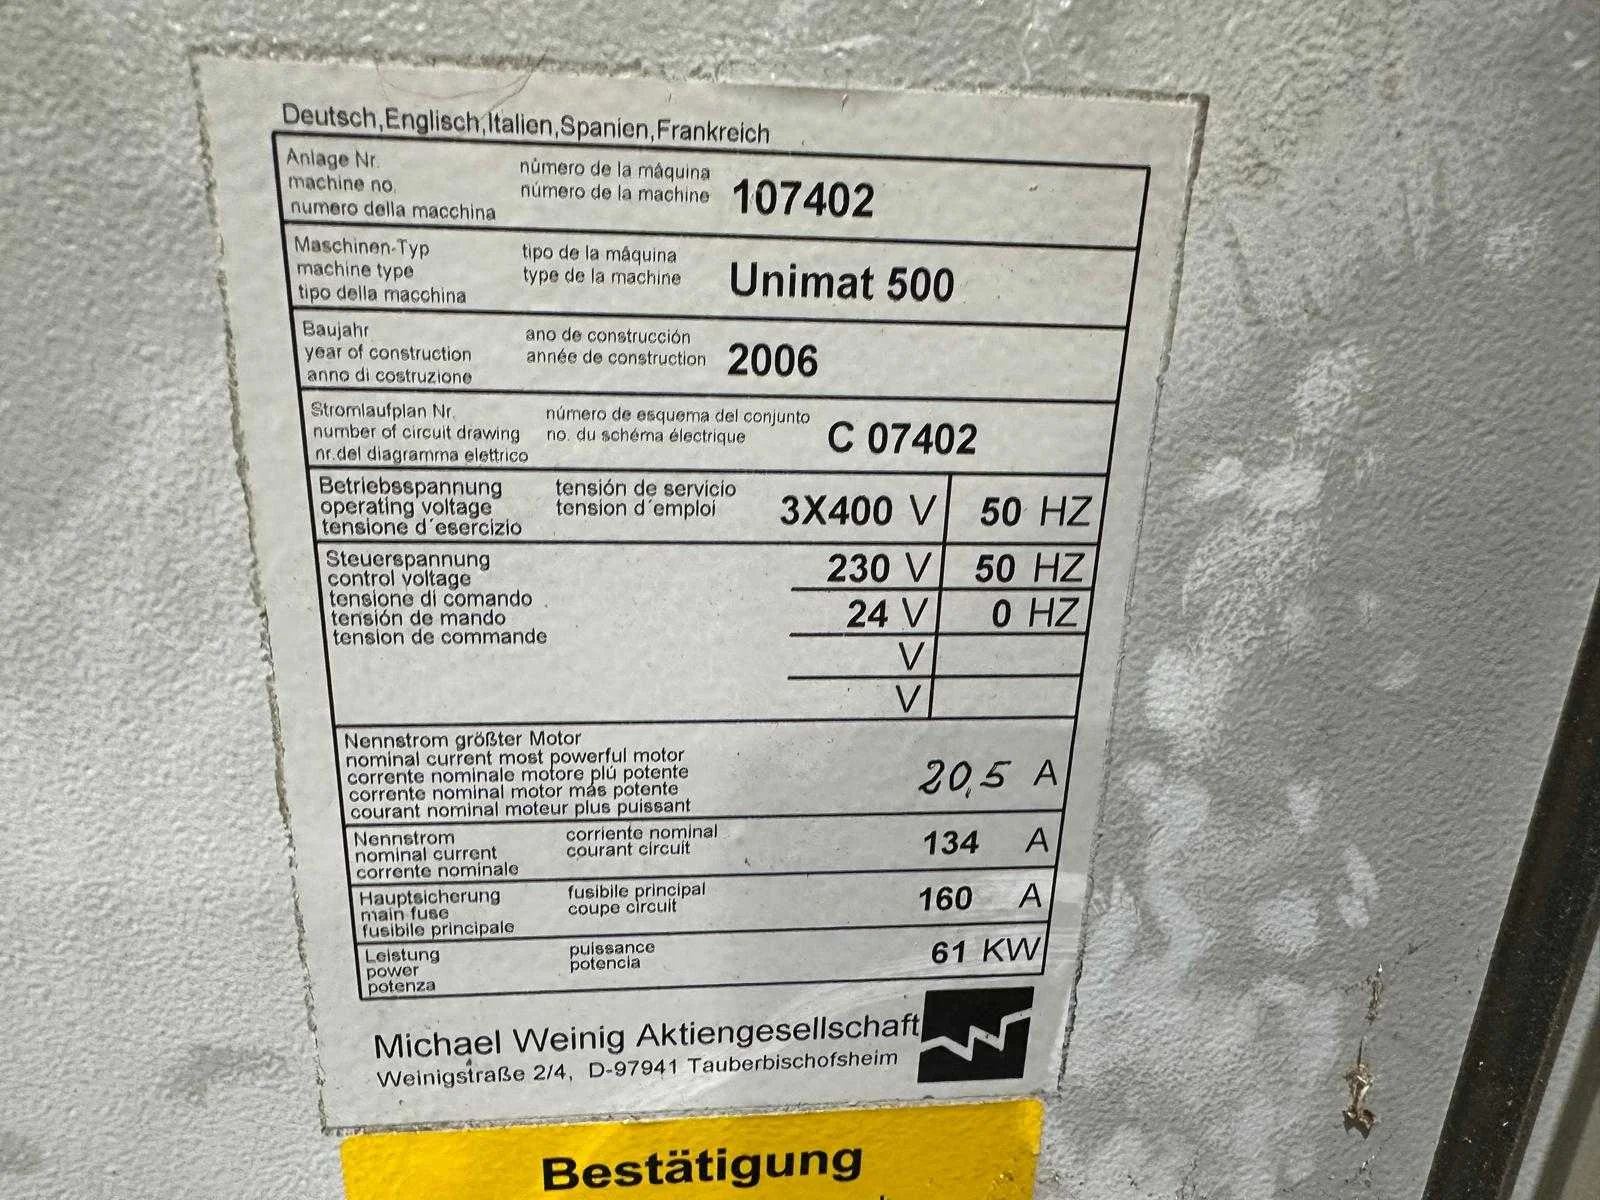 Deutsch,Englisch,Italien,Spanien,Frankreich
Anlage Nr.
machine no.
numero della macchina
número de la máquina
número de la machine
107402
Maschinen-Typ
machine type
tipo della macchina
tipo de la máquina
type de la machine
Unimat 500
Baujahr
year of construction
anno di costruzione
ano de construcción
année de construction
2006
Stromlaufplan Nr.
number of circuit drawing
nr.del diagramma elettrico
número de esquema del conjunto
no. du schéma électrique
C 07402
Betriebsspannung
operating voltage
tensione d´esercizio
tensión de servicio
tension d´emploi
3X400 V 50 HZ
Steuerspannung
control voltage
tensione di comando
tensión de mando
tension de commande
230 V 50 HZ
24 V 0 HZ
V
V
Nennstrom größter Motor
nominal current most powerful motor
corrente nominale motore plú potente
corrente nominal motor más potente
courant nominal moteur plus puissant
20,5 A
Nennstrom
nominal current
corrente nominale
corriente nominal
courant circuit
134 A
Hauptsicherung
main fuse
fusibile principale
fusibile principal
coupe circuit
160 A
Leistung
power
potenza
puissance
potencia
61 KW
Michael Weinig Aktiengesellschaft
Weinigstraße 2/4, D-97941 Tauberbischofsheim
Bestätigung